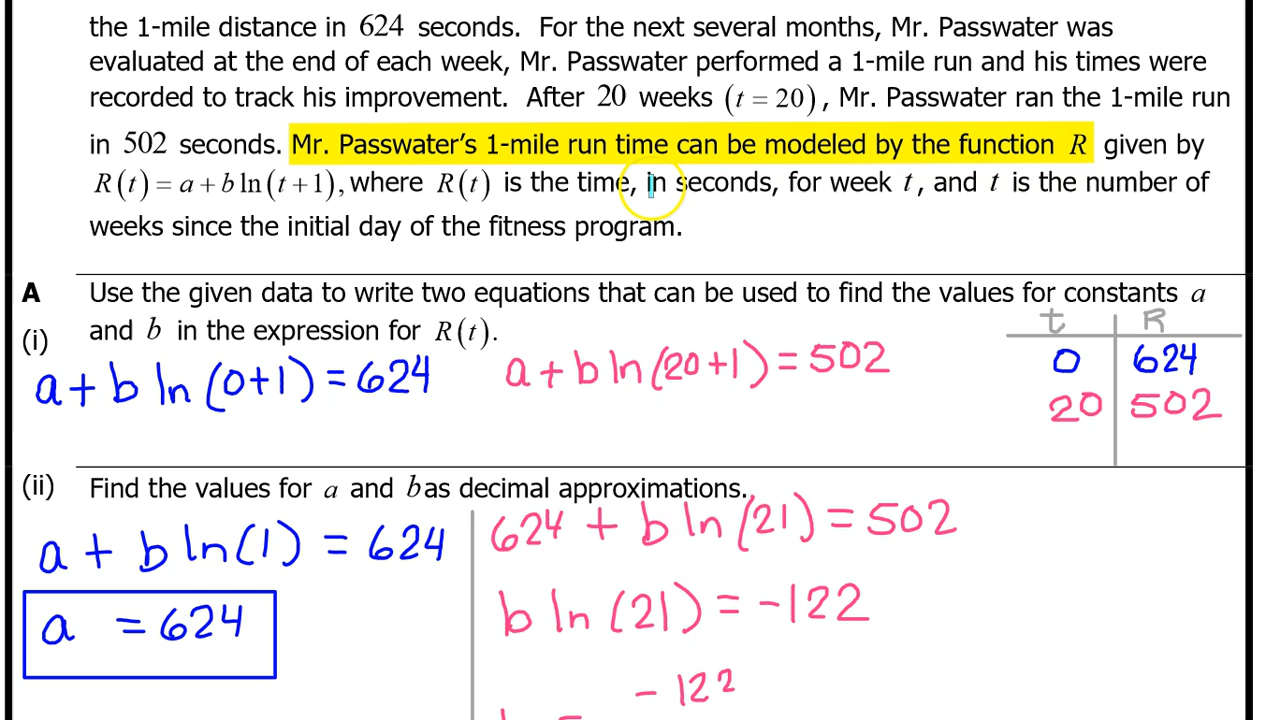 the 1-mile distance in 624 seconds. For the next several months, Mr. Passwater was
evaluated at the end of each week, Mr. Passwater performed a 1-mile run and his times were
recorded to track his improvement. After 20 weeks (t = 20), Mr. Passwater ran the 1-mile run
in 502 seconds. Mr. Passwater's 1-mile run time can be modeled by the function R given by
R(t) = a + b ln(t + 1), where R(t) is the time, in seconds, for week t, and t is the number of
weeks since the initial day of the fitness program.
A Use the given data to write two equations that can be used to find the values for constants a
(i) and b in the expression for R(t).
t R
0 624
20 502
a + b ln (0+1) = 624
a + b ln (20+1) = 502
(ii) Find the values for a and b as decimal approximations.
a + b ln(1) = 624
a = 624
624 + b ln (21) = 502
b ln (21) = -122
- 122